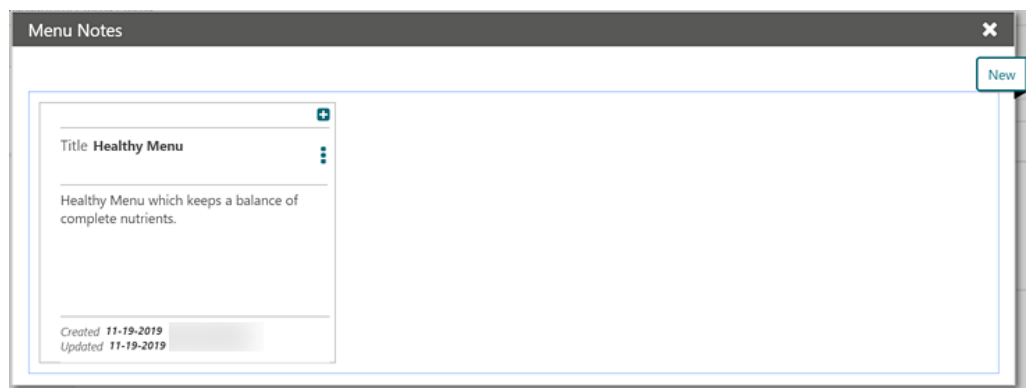 Menu Notes
New
Title Healthy Menu
Healthy Menu which keeps a balance of
complete nutrients.
Created 11-19-2019
Updated 11-19-2019